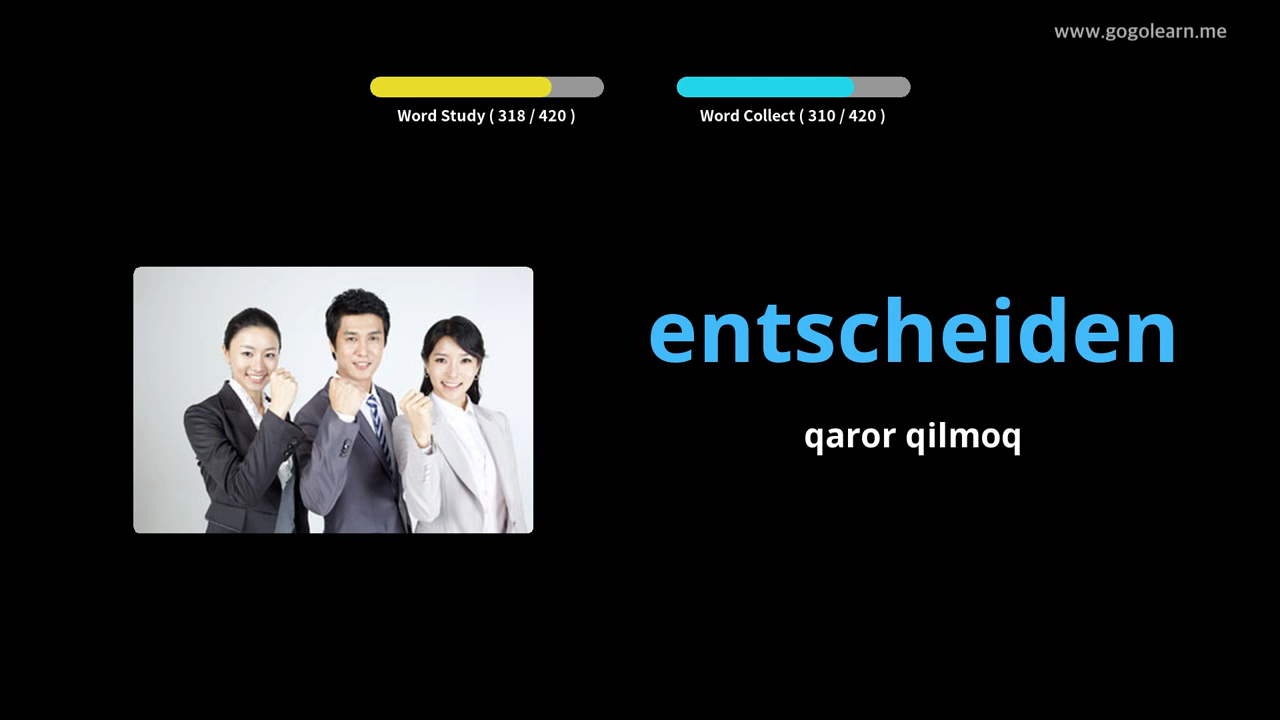 www.gogolearn.me
Word Study ( 318 / 420 )
Word Collect ( 310 / 420 )
entscheiden
qaror qilmoq